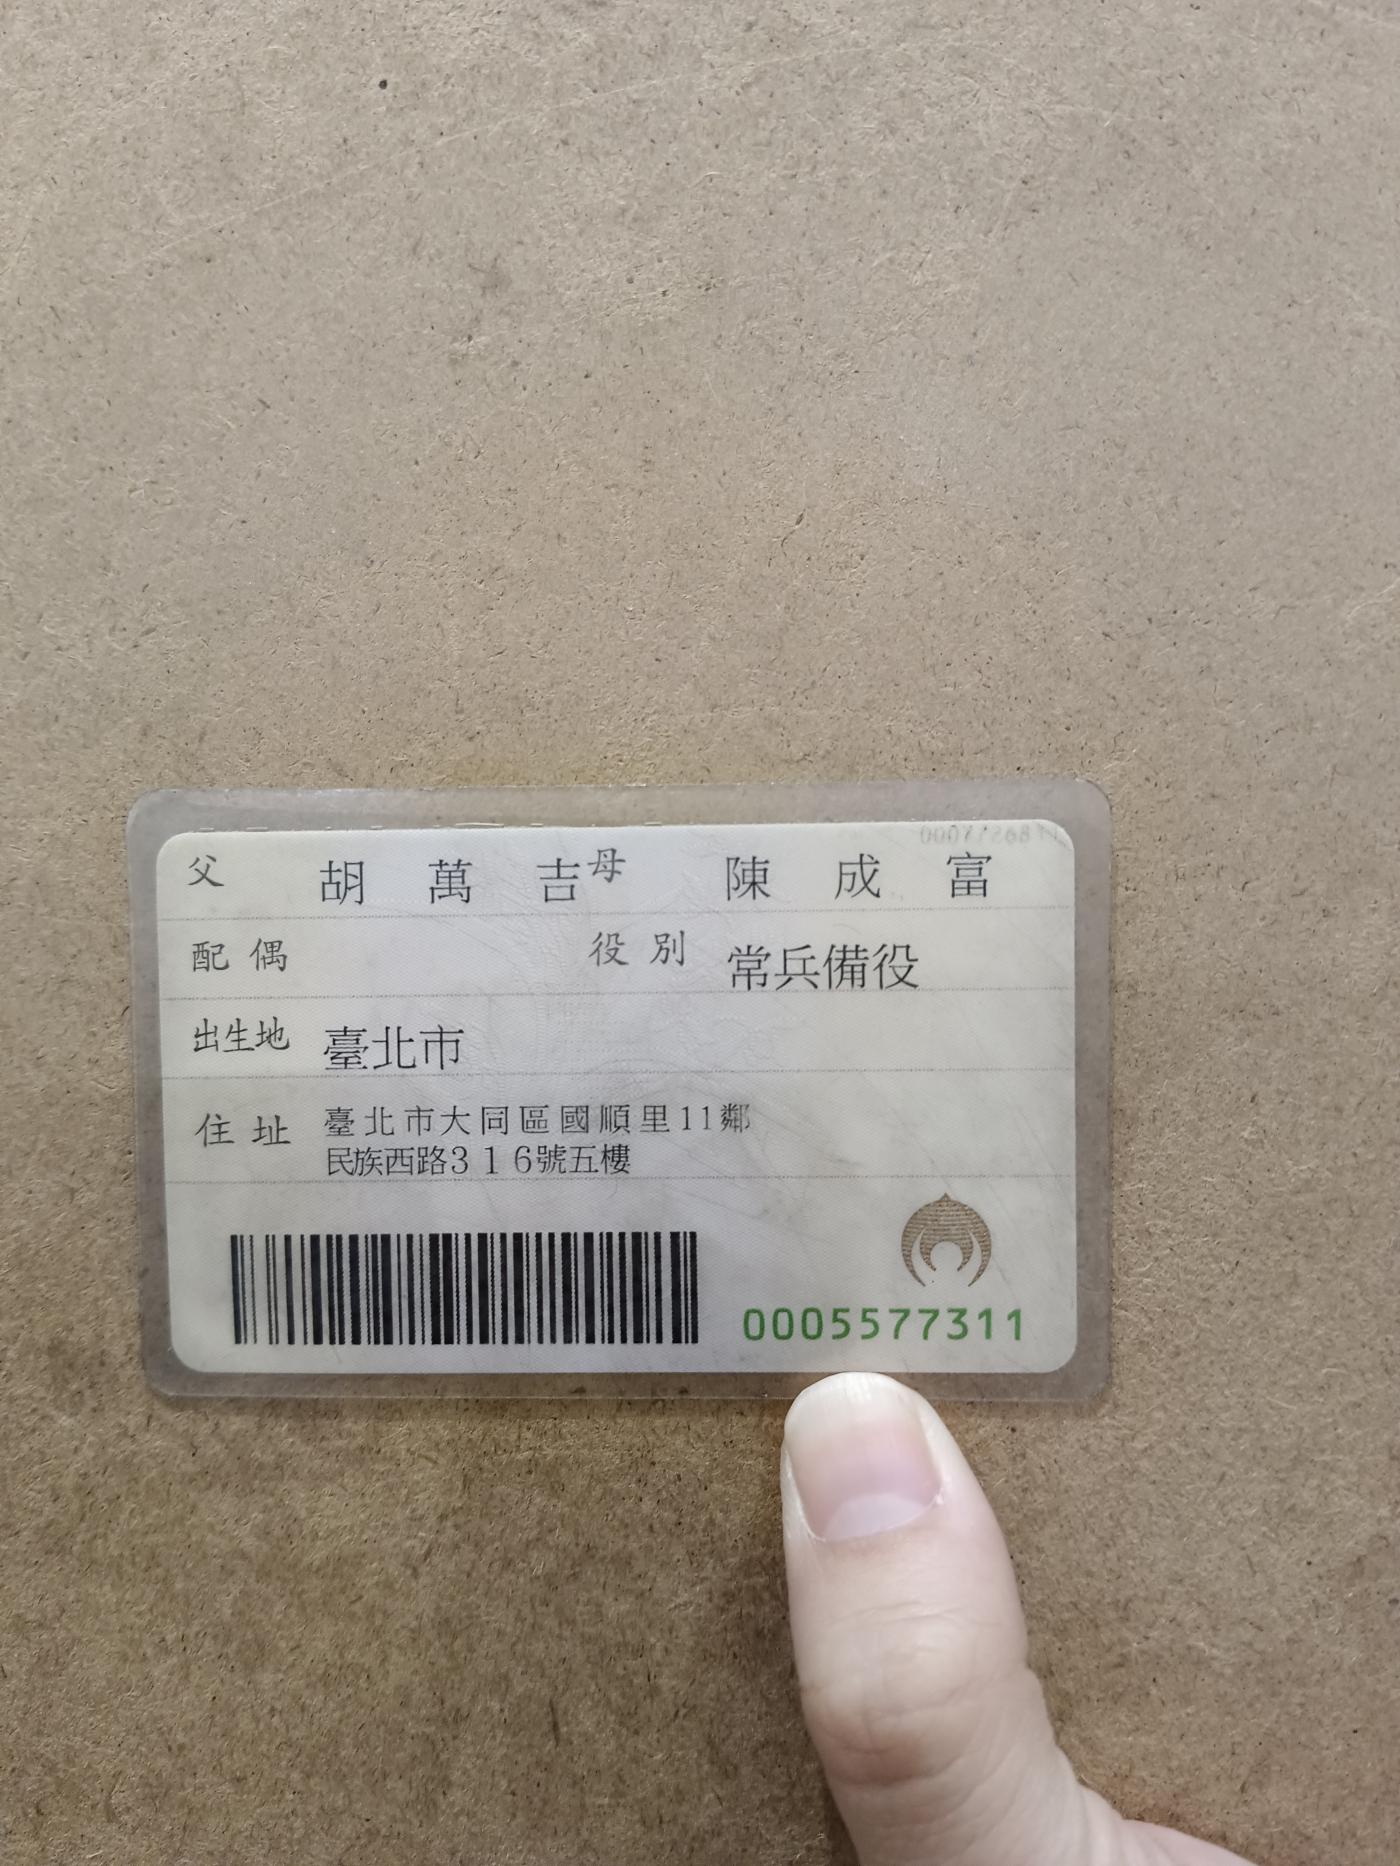 父 胡萬吉 母 陳成富
配偶 役別 常兵備役
出生地 臺北市
住址 臺北市大同區國順里11鄰
民族西路316號五樓
0005577311